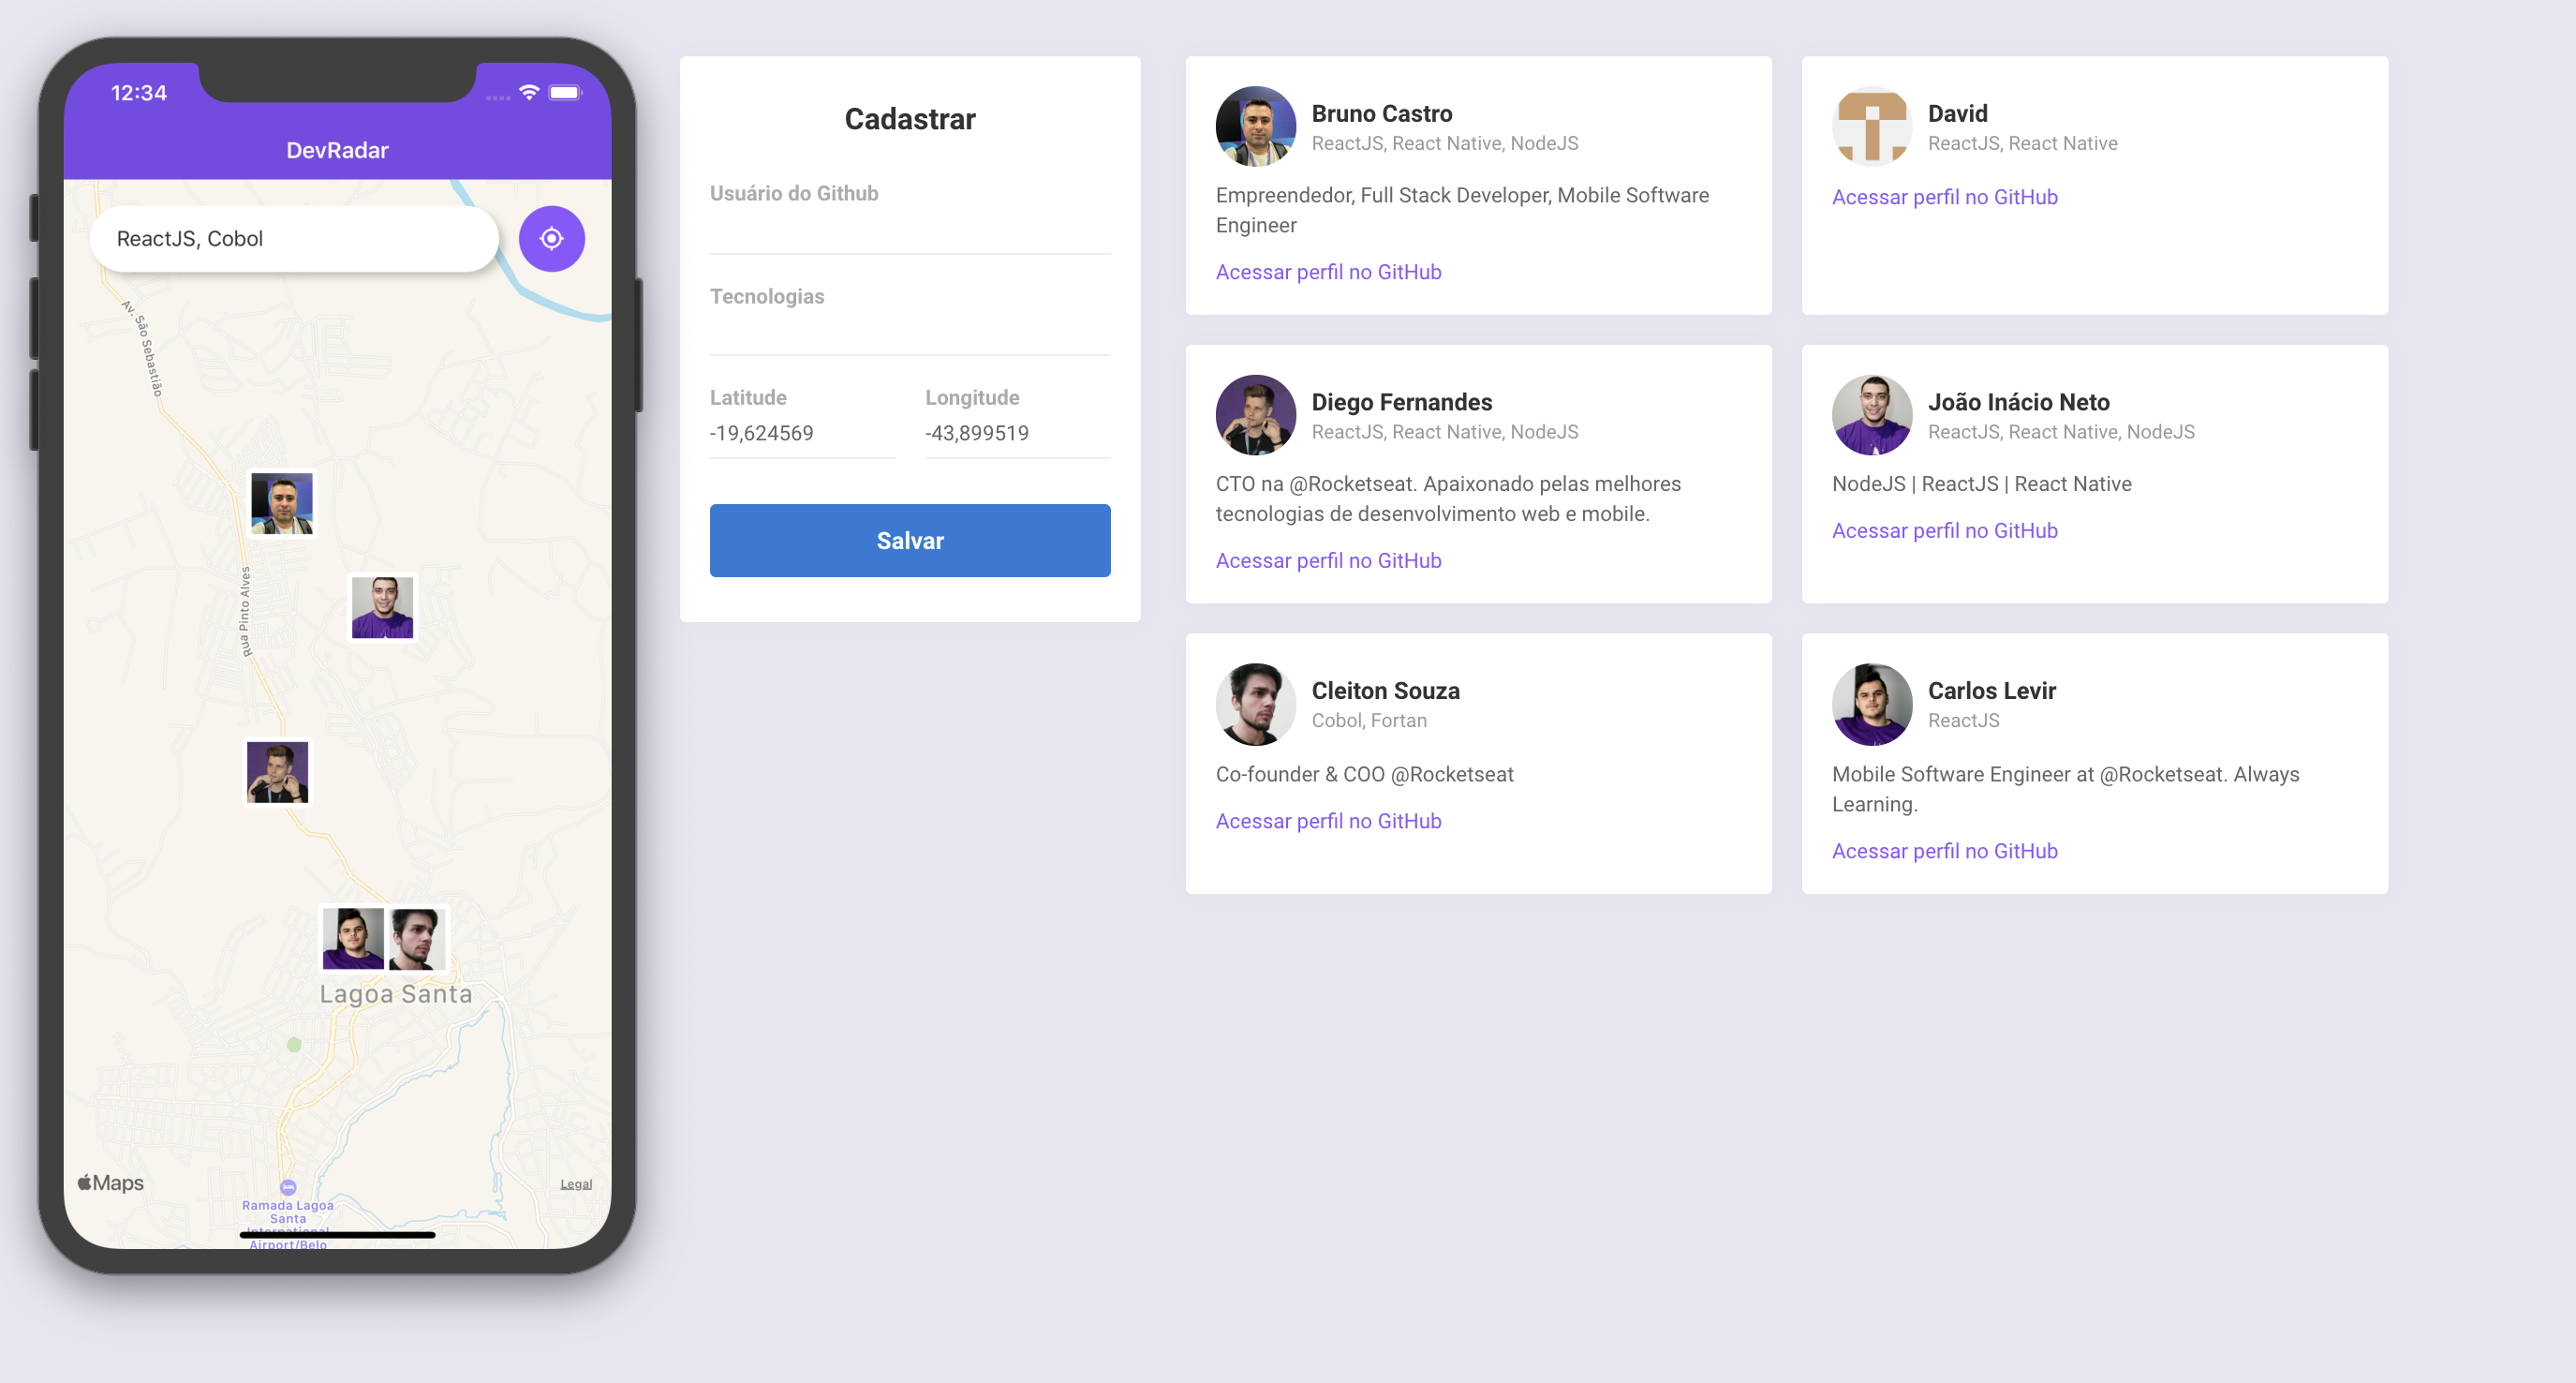 12:34
DevRadar
ReactJS, Cobol
Av. São Sebastião
Rua Pinto Alves
Lagoa Santa
Maps
Legal
Ramada Lagoa
Santa
International
Airport/Belo
Cadastrar
Usuário do Github
Tecnologias
Latitude
Longitude
-19,624569
-43,899519
Salvar
Bruno Castro
ReactJS, React Native, NodeJS
Empreendedor, Full Stack Developer, Mobile Software
Engineer
Acessar perfil no GitHub
David
ReactJS, React Native
Acessar perfil no GitHub
Diego Fernandes
ReactJS, React Native, NodeJS
CTO na @Rocketseat. Apaixonado pelas melhores
tecnologias de desenvolvimento web e mobile.
Acessar perfil no GitHub
João Inácio Neto
ReactJS, React Native, NodeJS
NodeJS | ReactJS | React Native
Acessar perfil no GitHub
Cleiton Souza
Cobol, Fortan
Co-founder & COO @Rocketseat
Acessar perfil no GitHub
Carlos Levir
ReactJS
Mobile Software Engineer at @Rocketseat. Always
Learning.
Acessar perfil no GitHub